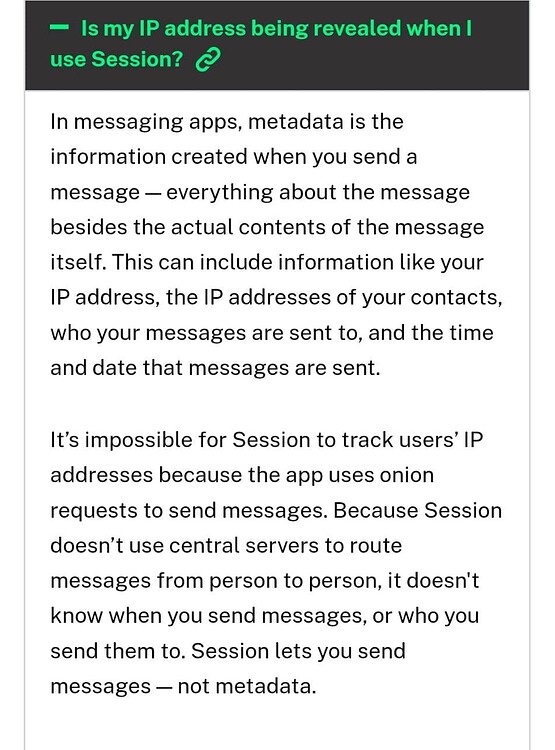 — Is my IP address being revealed when I
use Session?
In messaging apps, metadata is the
information created when you send a
message — everything about the message
besides the actual contents of the message
itself. This can include information like your
IP address, the IP addresses of your contacts,
who your messages are sent to, and the time
and date that messages are sent.
It’s impossible for Session to track users’ IP
addresses because the app uses onion
requests to send messages. Because Session
doesn’t use central servers to route
messages from person to person, it doesn't
know when you send messages, or who you
send them to. Session lets you send
messages — not metadata.